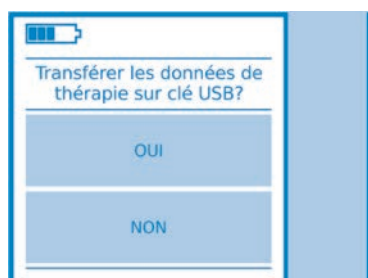 Transférer les données de
thérapie sur clé USB?
OUI
NON